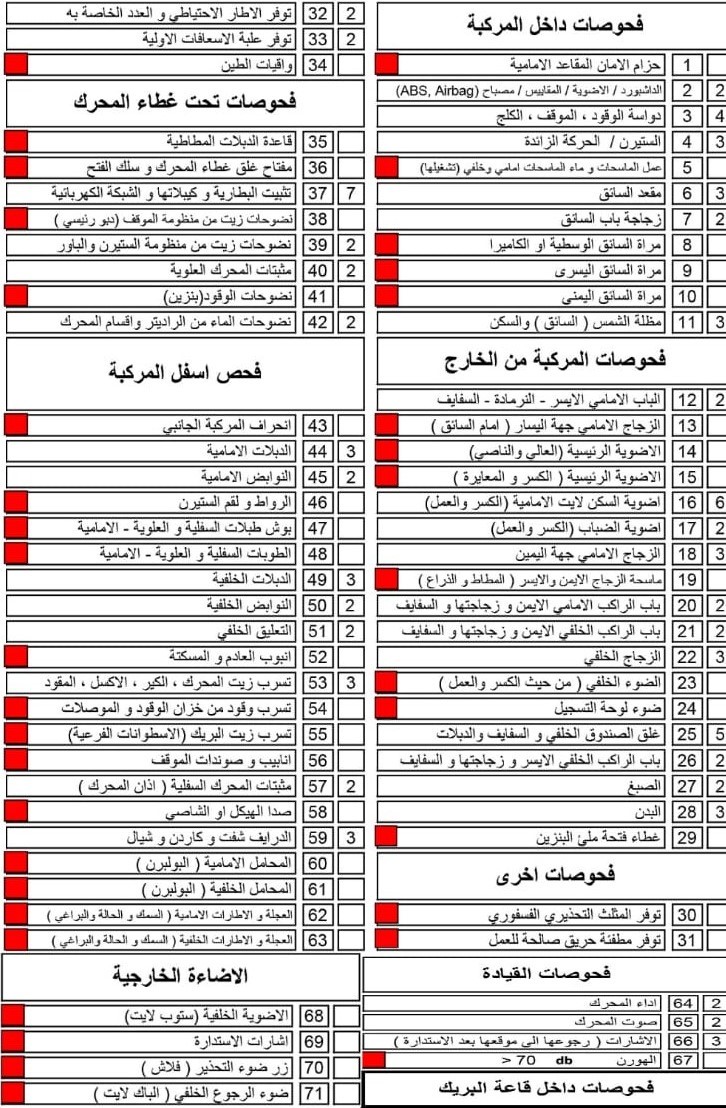 فحوصات داخل المركبة
1 حزام الامان المقاعد الامامية
2 2 الداشبورد / الاضوية / المقاييس / مصباح (ABS, Airbag)
4 3 دواسة الوقود ، الموقف ، الكلج
3 4 الستيرن / الحركة الزائدة
5 عمل الماسحات و ماء الماسحات امامي وخلفي (تشغيلها)
3 6 مقعد السائق
2 7 زجاجة باب السائق
8 مراة السائق الوسطية او الكاميرا
9 مراة السائق اليسرى
10 مراة السائق اليمني
3 11 مظلة الشمس ( السائق ) والسكن
فحوصات المركبة من الخارج
2 12 الباب الامامي الايسر - النرمادة - السفايف
13 الزجاج الامامي جهة اليسار ( امام السائق )
14 الاضوية الرئيسية (العالي والناصي)
15 الاضوية الرئيسية ( الكسر و المعايرة )
6 16 اضوية السكن لايت الامامية (الكسر والعمل)
2 17 اضوية الضباب (الكسر والعمل)
3 18 الزجاج الامامي جهة اليمين
19 ماسحة الزجاج الايمن والايسر ( المطاط و الذراع )
2 20 باب الراكب الامامي الايمن و زجاجتها و السفايف
2 21 باب الراكب الخلفي الايمن و زجاجتها و السفايف
3 22 الزجاج الخلفي
23 الضوء الخلفي ( من حيث الكسر والعمل )
24 ضوء لوحة التسجيل
5 25 غلق الصندوق الخلفي و السفايف والدبلات
2 26 باب الراكب الخلفي الايسر و زجاجتها و السفايف
2 27 الصبغ
3 28 البدن
29 غطاء فتحة ملئ البنزين
فحوصات اخرى
30 توفر المثلث التحذيري الفسفوري
31 توفر مطفئة حريق صالحة للعمل
فحوصات القيادة
2 64 اداء المحرك
2 65 صوت المحرك
3 66 الاشارات ( رجوعها الى موقعها بعد الاستدارة )
67 الهورن > 70 db
فحوصات داخل قاعة البريك
2 32 توفر الاطار الاحتياطي و العدد الخاصة به
2 33 توفر علبة الاسعافات الاولية
34 واقيات الطين
فحوصات تحت غطاء المحرك
35 قاعدة الدبلات المطاطية
36 مفتاح غلق غطاء المحرك و سلك الفتح
7 37 تثبيت البطارية و كيبلاتها و الشبكة الكهربائية
38 نضوحات زيت من منظومة الموقف (دبو رئيسي )
2 39 نضوحات زيت من منظومة الستيرن والباور
2 40 مثبتات المحرك العلوية
41 نضوحات الوقود(بنزين)
2 42 نضوحات الماء من الراديتر واقسام المحرك
فحص اسفل المركبة
43 انحراف المركبة الجانبي
3 44 الدبلات الامامية
2 45 النوابض الامامية
46 الرواط و لقم الستيرن
47 بوش طبلات السفلية و العلوية - الامامية
48 الطوبات السفلية و العلوية - الامامية
3 49 الدبلات الخلفية
2 50 النوابض الخلفية
2 51 التعليق الخلفي
52 انبوب العادم و المسكتة
3 53 تسرب زيت المحرك ، الكير ، الاكسل ، المقود
54 تسرب وقود من خزان الوقود و الموصلات
55 تسرب زيت البريك (الاسطوانات الفرعية)
56 انابيب و صوندات الموقف
2 57 مثبتات المحرك السفلية ( اذان المحرك )
58 صدا الهيكل او الشاصي
3 59 الدرايف شفت و كاردن و شيال
60 المحامل الامامية ( البولبرن )
61 المحامل الخلفية ( البولبرن )
62 العجلة و الاطارات الامامية ( السمك و الحالة والبراغي )
63 العجلة و الاطارات الخلفية ( السمك و الحالة والبراغي )
الاضاءة الخارجية
68 الاضوية الخلفية (ستوب لايت)
69 اشارات الاستدارة
70 زر ضوء التحذير ( فلاش )
71 ضوء الرجوع الخلفي ( الباك لايت )